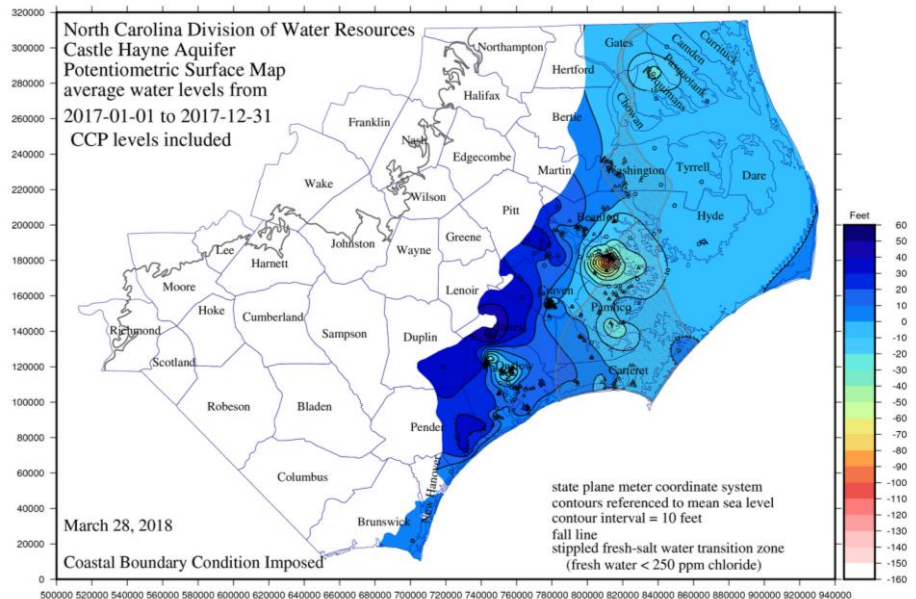 North Carolina Division of Water Resources
Castle Hayne Aquifer
Potentiometric Surface Map
average water levels from
2017-01-01 to 2017-12-31
CCP levels included
Northampton
Gates
Camden
Currituck
Hertford
Pasquotank
Perquimans
Halifax
Chowan
Bertie
Franklin
Nash
Edgecombe
Martin
Washington
Tyrrell
Dare
Wake
Wilson
Pitt
Beaufort
Hyde
Lee
Johnston
Wayne
Greene
Harnett
Moore
Lenoir
Craven
Pamlico
Hoke
Cumberland
Sampson
Duplin
Jones
Richmond
Scotland
Onslow
Carteret
Robeson
Bladen
Pender
Columbus
New Hanover
Brunswick
March 28, 2018
Coastal Boundary Condition Imposed
state plane meter coordinate system
contours referenced to mean sea level
contour interval = 10 feet
fall line
stippled fresh-salt water transition zone
(fresh water < 250 ppm chloride)
Feet
60
50
40
30
20
10
0
-10
-20
-30
-40
-50
-60
-70
-80
-90
-100
-110
-120
-130
-140
-150
-160
320000
300000
280000
260000
240000
220000
200000
180000
160000
140000
120000
100000
80000
60000
40000
20000
0
500000 520000 540000 560000 580000 600000 620000 640000 660000 680000 700000 720000 740000 760000 780000 800000 820000 840000 860000 880000 900000 920000 940000